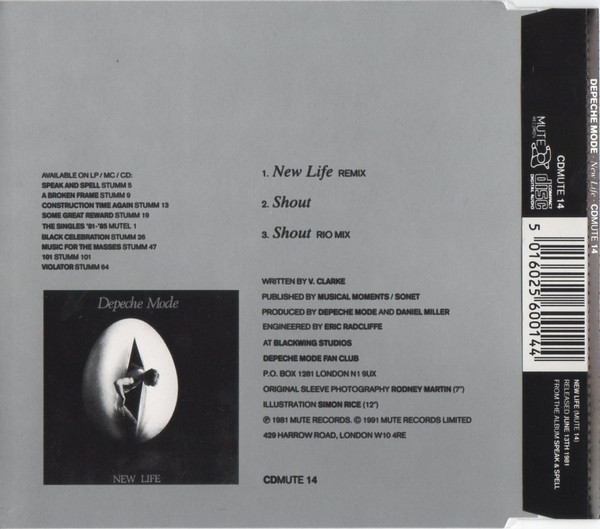 AVAILABLE ON LP / MC / CD:
SPEAK AND SPELL STUMM 5
A BROKEN FRAME STUMM 9
CONSTRUCTION TIME AGAIN STUMM 13
SOME GREAT REWARD STUMM 19
THE SINGLES '81-'85 MUTEL 1
BLACK CELEBRATION STUMM 26
MUSIC FOR THE MASSES STUMM 47
101 STUMM 101
VIOLATOR STUMM 64
Depeche Mode
NEW LIFE
1. New Life REMIX
2. Shout
3. Shout RIO MIX
WRITTEN BY V. CLARKE
PUBLISHED BY MUSICAL MOMENTS / SONET
PRODUCED BY DEPECHE MODE AND DANIEL MILLER
ENGINEERED BY ERIC RADCLIFFE
AT BLACKWING STUDIOS
DEPECHE MODE FAN CLUB
P.O. BOX 1281 LONDON N1 9UX
ORIGINAL SLEEVE PHOTOGRAPHY RODNEY MARTIN (7")
ILLUSTRATION SIMON RICE (12")
℗ 1981 MUTE RECORDS. © 1991 MUTE RECORDS LIMITED
429 HARROW ROAD, LONDON W10 4RE
CDMUTE 14
MUTE
COMPACT
disc
DIGITAL AUDIO
CDMUTE 14
5 016025 600144
NEW LIFE (MUTE 14)
RELEASED JUNE 13TH 1981
FROM THE ALBUM SPEAK & SPELL
DEPECHE MODE · New Life · CDMUTE 14